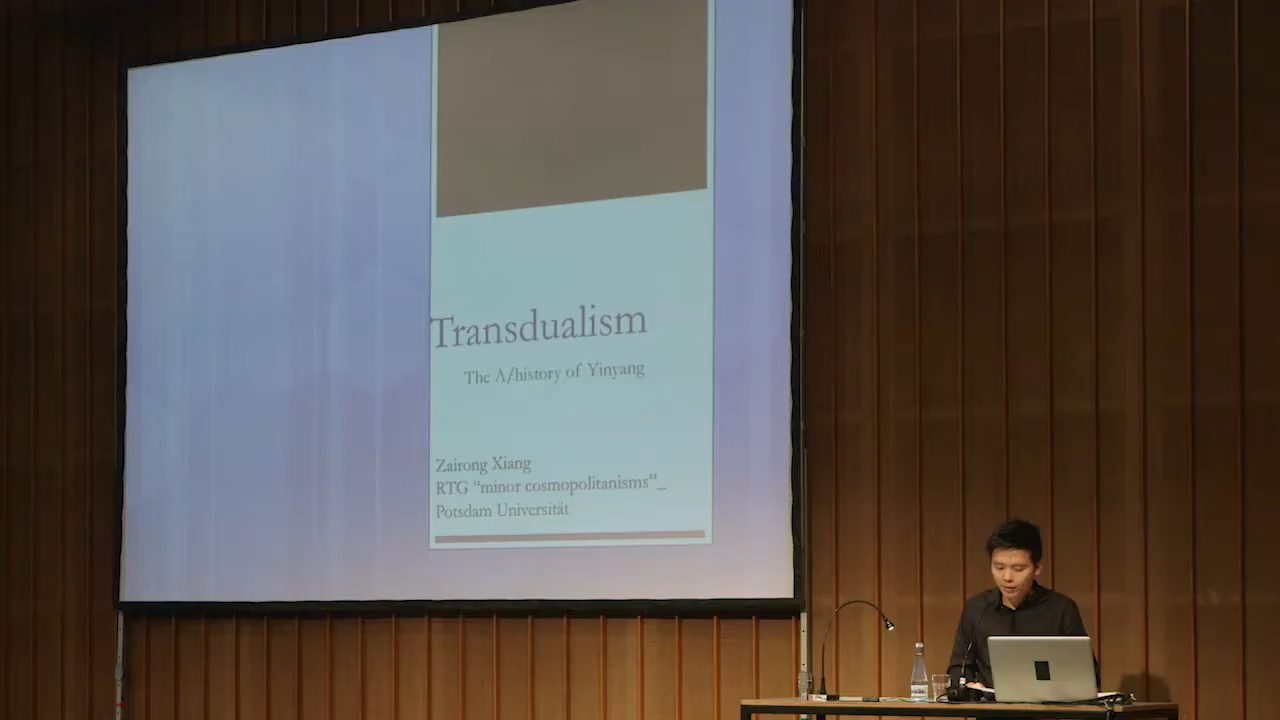 Transdualism
The A/history of Yinyang
Zairong Xiang
RTG “minor cosmopolitanisms”_
Potsdam Universität